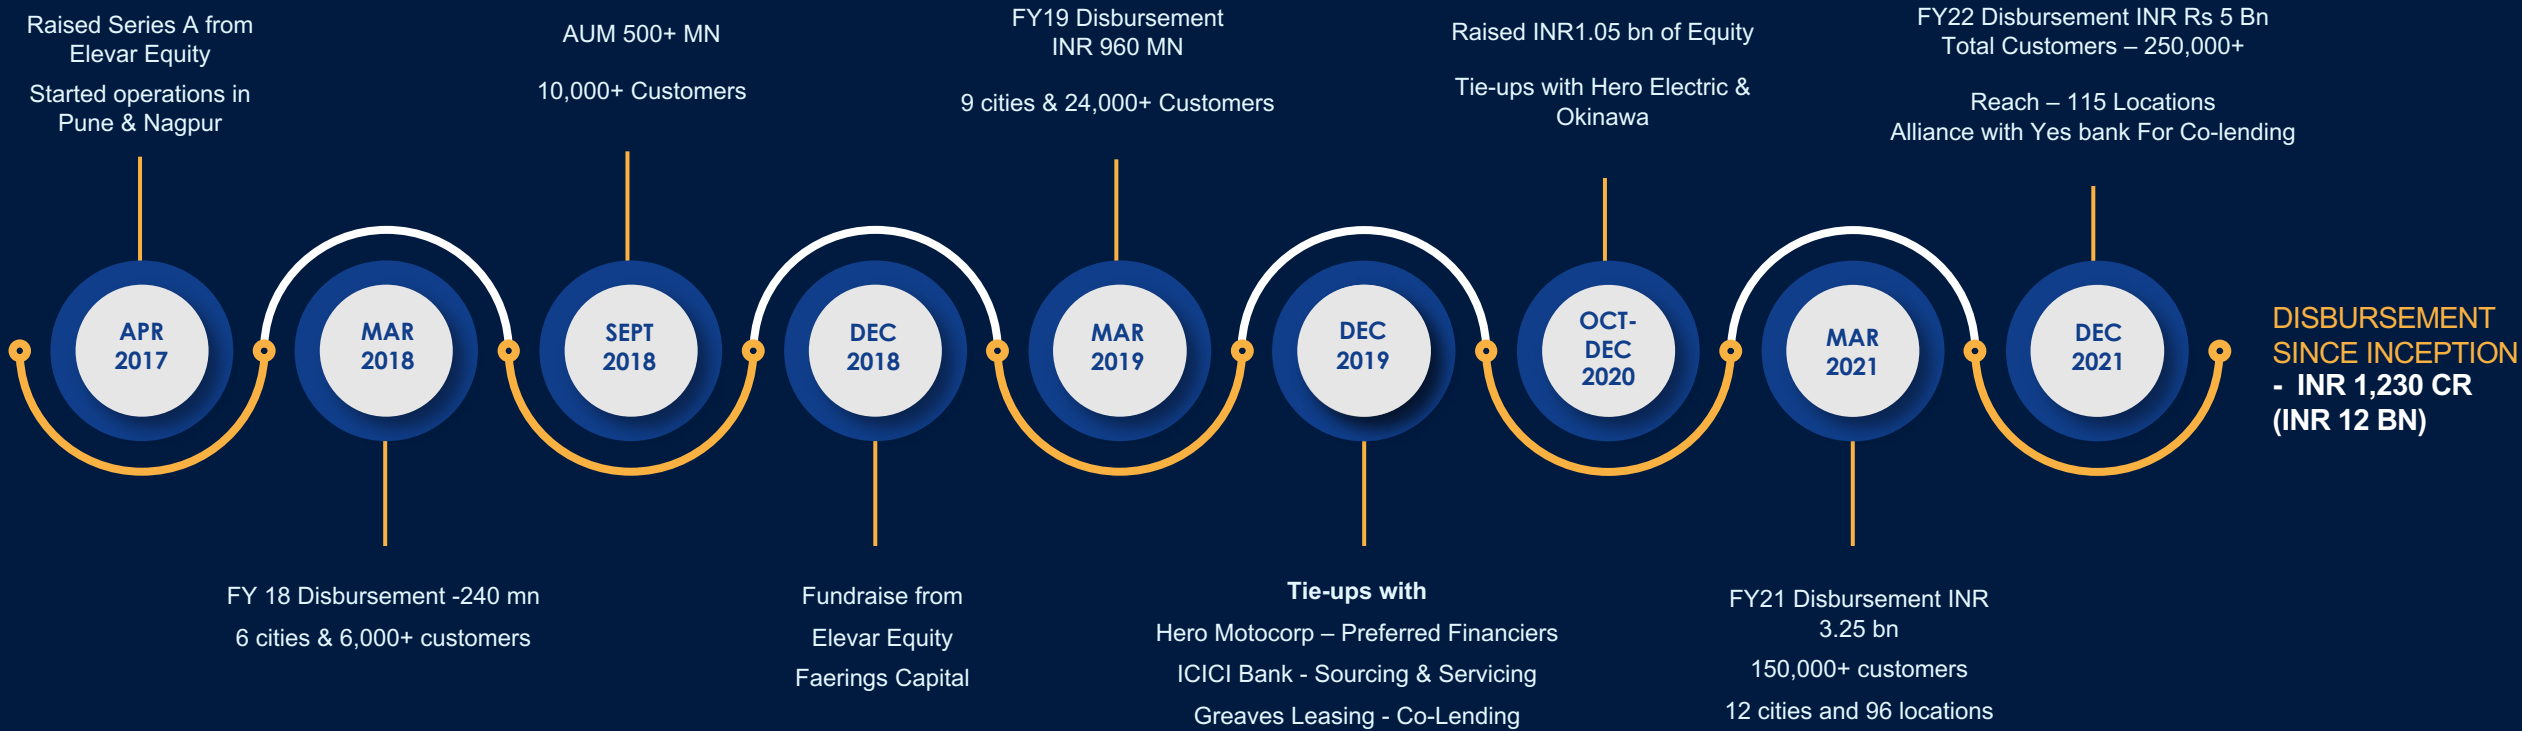 Raised Series A from
Elevar Equity
Started operations in
Pune & Nagpur
AUM 500+ MN
10,000+ Customers
FY19 Disbursement
INR 960 MN
9 cities & 24,000+ Customers
Raised INR1.05 bn of Equity
Tie-ups with Hero Electric &
Okinawa
FY22 Disbursement INR Rs 5 Bn
Total Customers – 250,000+
Reach – 115 Locations
Alliance with Yes bank For Co-lending
APR
2017
MAR
2018
SEPT
2018
DEC
2018
MAR
2019
DEC
2019
OCT-
DEC
2020
MAR
2021
DEC
2021
DISBURSEMENT
SINCE INCEPTION
- INR 1,230 CR
(INR 12 BN)
FY 18 Disbursement -240 mn
6 cities & 6,000+ customers
Fundraise from
Elevar Equity
Faerings Capital
Tie-ups with
Hero Motocorp – Preferred Financiers
ICICI Bank - Sourcing & Servicing
Greaves Leasing - Co-Lending
FY21 Disbursement INR
3.25 bn
150,000+ customers
12 cities and 96 locations